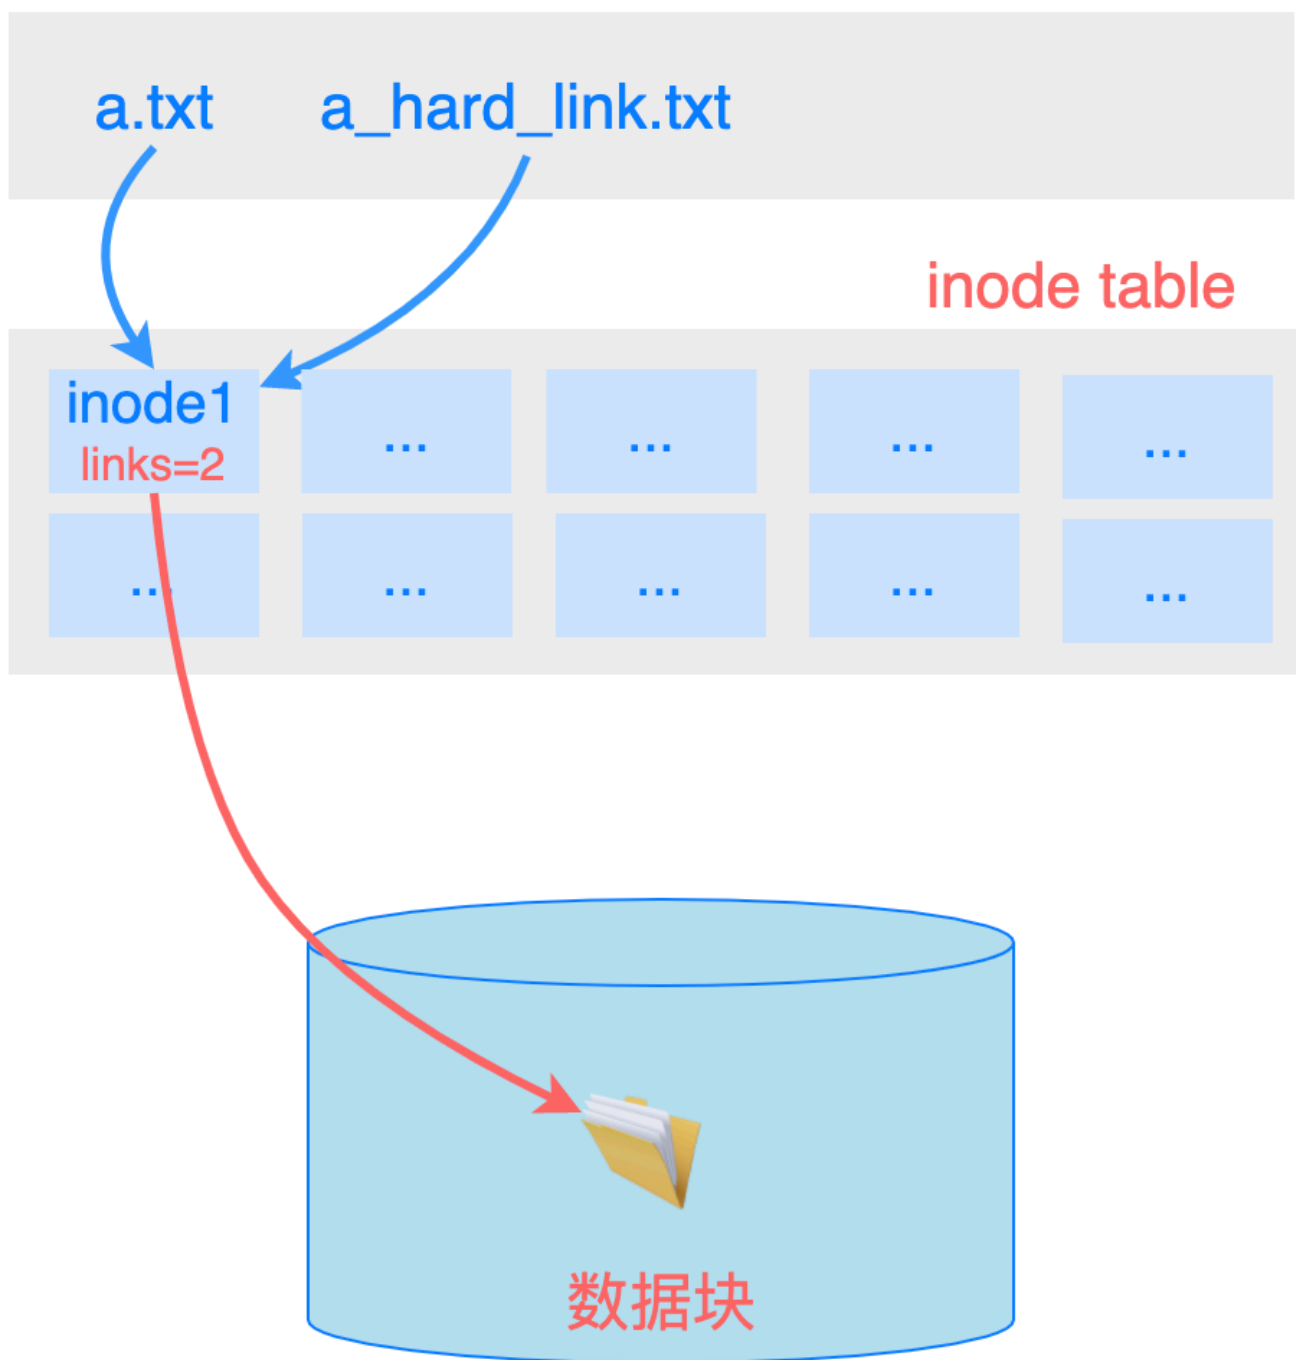 a.txt a_hard_link.txt
inode table
inode1 ... ... ... ...
links=2
... ... ... ... ...
数据块